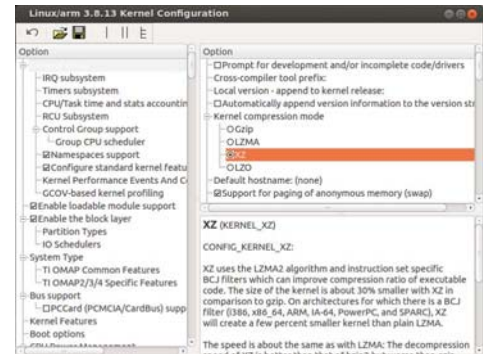 Linux/arm 3.8.13 Kernel Configuration
Option
IRQ subsystem
Timers subsystem
CPU/Task time and stats accountin
RCU Subsystem
Control Group support
Group CPU scheduler
Namespaces support
Configure standard kernel featu
Kernel Performance Events And C
GCOV-based kernel profiling
Enable loadable module support
Enable the block layer
Partition Types
IO Schedulers
System Type
TI OMAP Common Features
TI OMAP2/3/4 Specific Features
Bus support
PCCard (PCMCIA/CardBus) supp
Kernel Features
Boot options
CPU Power Management
Option
Prompt for development and/or incomplete code/drivers
Cross-compiler tool prefix:
Local version - append to kernel release:
Automatically append version information to the version str
Kernel compression mode
Gzip
LZMA
XZ
LZO
Default hostname: (none)
Support for paging of anonymous memory (swap)
XZ (KERNEL_XZ)
CONFIG_KERNEL_XZ:
XZ uses the LZMA2 algorithm and instruction set specific
BCJ filters which can improve compression ratio of executable
code. The size of the kernel is about 30% smaller with XZ in
comparison to gzip. On architectures for which there is a BCJ
filter (i386, x86_64, ARM, IA-64, PowerPC, and SPARC), XZ
will create a few percent smaller kernel than plain LZMA.
The speed is about the same as with LZMA: The decompression